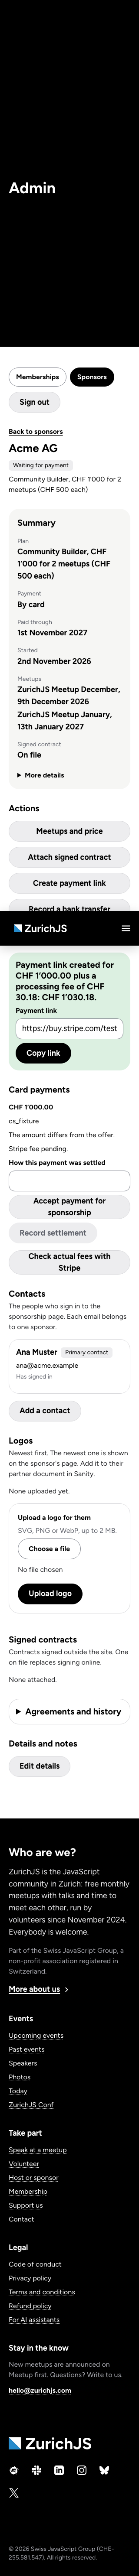 Admin
Memberships
Sponsors
Sign out
Back to sponsors
Acme AG
Waiting for payment
Community Builder, CHF 1'000 for 2
meetups (CHF 500 each)
Summary
Plan
Community Builder, CHF
1'000 for 2 meetups (CHF
500 each)
Payment
By card
Paid through
1st November 2027
Started
2nd November 2026
Meetups
ZurichJS Meetup December,
9th December 2026
ZurichJS Meetup January,
13th January 2027
Signed contract
On file
More details
Actions
Meetups and price
Attach signed contract
Create payment link
Record a bank transfer
ZurichJS
Payment link created for
CHF 1'000.00 plus a
processing fee of CHF
30.18: CHF 1'030.18.
Payment link
https://buy.stripe.com/test
Copy link
Card payments
CHF 1'000.00
cs_fixture
The amount differs from the offer.
Stripe fee pending.
How this payment was settled
Accept payment for
sponsorship
Record settlement
Check actual fees with
Stripe
Contacts
The people who sign in to the
sponsorship page. Each email belongs
to one sponsor.
Ana Muster
Primary contact
ana@acme.example
Has signed in
Add a contact
Logos
Newest first. The newest one is shown
on the sponsor's page. Add it to their
partner document in Sanity.
None uploaded yet.
Upload a logo for them
SVG, PNG or WebP, up to 2 MB.
Choose a file
No file chosen
Upload logo
Signed contracts
Contracts signed outside the site. One
on file replaces signing online.
None attached.
Agreements and history
Details and notes
Edit details
Who are we?
ZurichJS is the JavaScript
community in Zurich: free monthly
meetups with talks and time to
meet each other, run by
volunteers since November 2024.
Everybody is welcome.
Part of the Swiss JavaScript Group, a
non-profit association registered in
Switzerland.
More about us
Events
Upcoming events
Past events
Speakers
Photos
Today
ZurichJS Conf
Take part
Speak at a meetup
Volunteer
Host or sponsor
Membership
Support us
Contact
Legal
Code of conduct
Privacy policy
Terms and conditions
Refund policy
For AI assistants
Stay in the know
New meetups are announced on
Meetup first. Questions? Write to us.
hello@zurichjs.com
ZurichJS
© 2026 Swiss JavaScript Group (CHE-
255.581.547). All rights reserved.